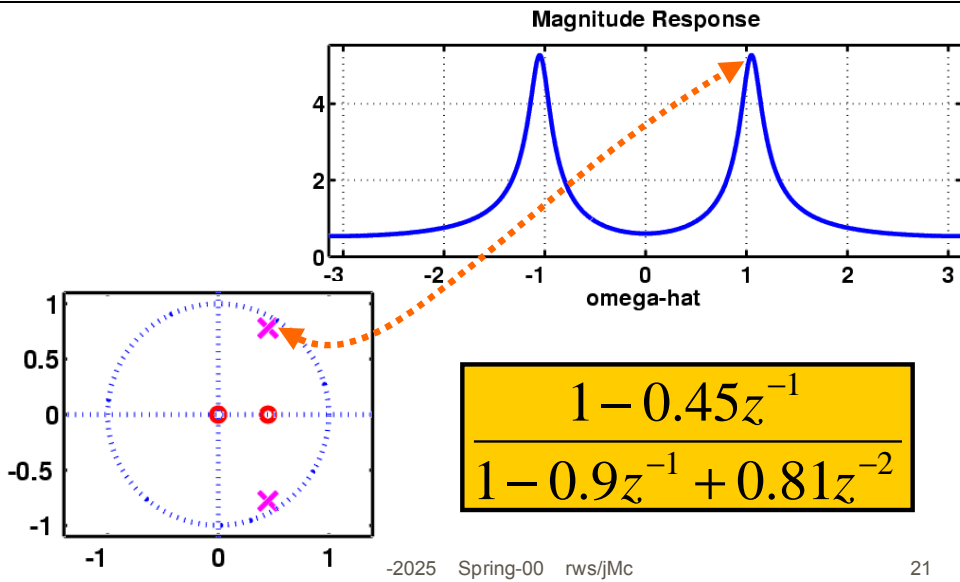 Magnitude Response
4
2
0
-3 -2 -1 0 1 2 3
omega-hat
1
0.5
0
-0.5
-1
-1 0 1
1 − 0.45z⁻¹
1 − 0.9z⁻¹ + 0.81z⁻²
-2025 Spring-00 rws/jMc 21